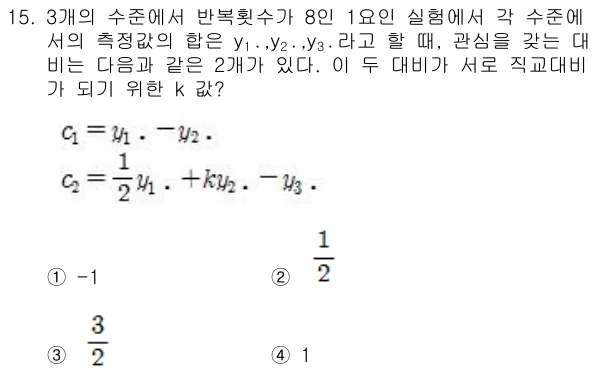 15. 3개의 수준에서 반복횟수가 8인 1요인 실험에서 각 수준에
서의 측정값의 합은 y₁.,y₂.,y₃.라고 할 때, 관심을 갖는 대
비는 다음과 같은 2개가 있다. 이 두 대비가 서로 직교대비
가 되기 위한 k 값?
c₁ = y₁. − y₂.
c₂ = 1/2 y₁. + ky₂. − y₃.
① -1 ② 1/2
③ 3/2 ④ 1